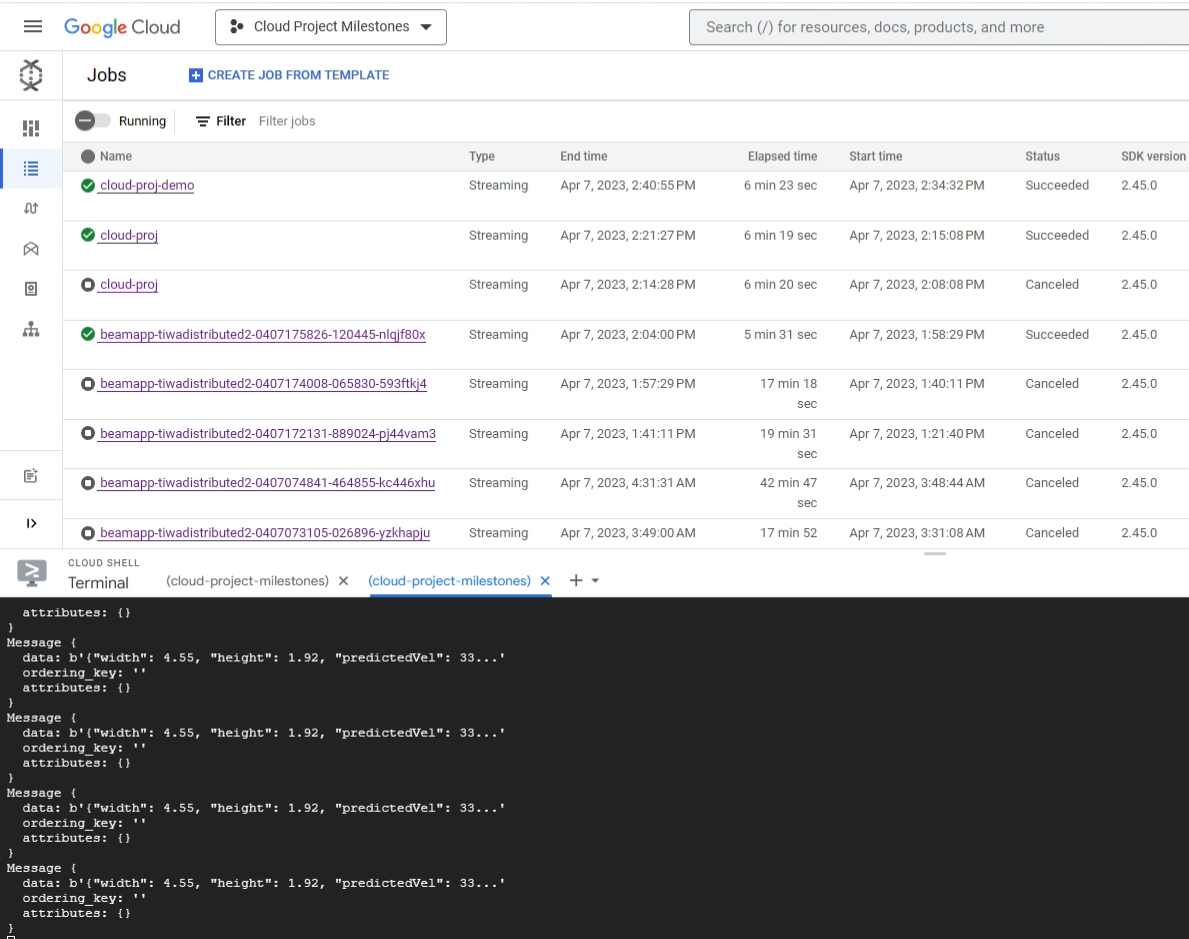 Google Cloud
Cloud Project Milestones
Search (/) for resources, docs, products, and more
Jobs
CREATE JOB FROM TEMPLATE
Running
Filter Filter jobs
Name Type End time Elapsed time Start time Status SDK version
cloud-proj-demo Streaming Apr 7, 2023, 2:40:55 PM 6 min 23 sec Apr 7, 2023, 2:34:32 PM Succeeded 2.45.0
cloud-proj Streaming Apr 7, 2023, 2:21:27 PM 6 min 19 sec Apr 7, 2023, 2:15:08 PM Succeeded 2.45.0
cloud-proj Streaming Apr 7, 2023, 2:14:28 PM 6 min 20 sec Apr 7, 2023, 2:08:08 PM Canceled 2.45.0
beamapp-tiwadistributed2-0407175826-120445-nlqjf80x Streaming Apr 7, 2023, 2:04:00 PM 5 min 31 sec Apr 7, 2023, 1:58:29 PM Succeeded 2.45.0
beamapp-tiwadistributed2-0407174008-065830-593ftkj4 Streaming Apr 7, 2023, 1:57:29 PM 17 min 18 Apr 7, 2023, 1:40:11 PM Canceled 2.45.0
sec
beamapp-tiwadistributed2-0407172131-889024-pj44vam3 Streaming Apr 7, 2023, 1:41:11 PM 19 min 31 Apr 7, 2023, 1:21:40 PM Canceled 2.45.0
sec
beamapp-tiwadistributed2-0407074841-464855-kc446xhu Streaming Apr 7, 2023, 4:31:31 AM 42 min 47 Apr 7, 2023, 3:48:44 AM Canceled 2.45.0
sec
beamapp-tiwadistributed2-0407073105-026896-yzkhapju Streaming Apr 7, 2023, 3:49:00 AM 17 min 52 Apr 7, 2023, 3:31:08 AM Canceled 2.45.0
CLOUD SHELL
Terminal (cloud-project-milestones) (cloud-project-milestones)
attributes: {}
}
Message {
data: b'{"width": 4.55, "height": 1.92, "predictedVel": 33...'
ordering_key: ''
attributes: {}
}
Message {
data: b'{"width": 4.55, "height": 1.92, "predictedVel": 33...'
ordering_key: ''
attributes: {}
}
Message {
data: b'{"width": 4.55, "height": 1.92, "predictedVel": 33...'
ordering_key: ''
attributes: {}
}
Message {
data: b'{"width": 4.55, "height": 1.92, "predictedVel": 33...'
ordering_key: ''
attributes: {}
}